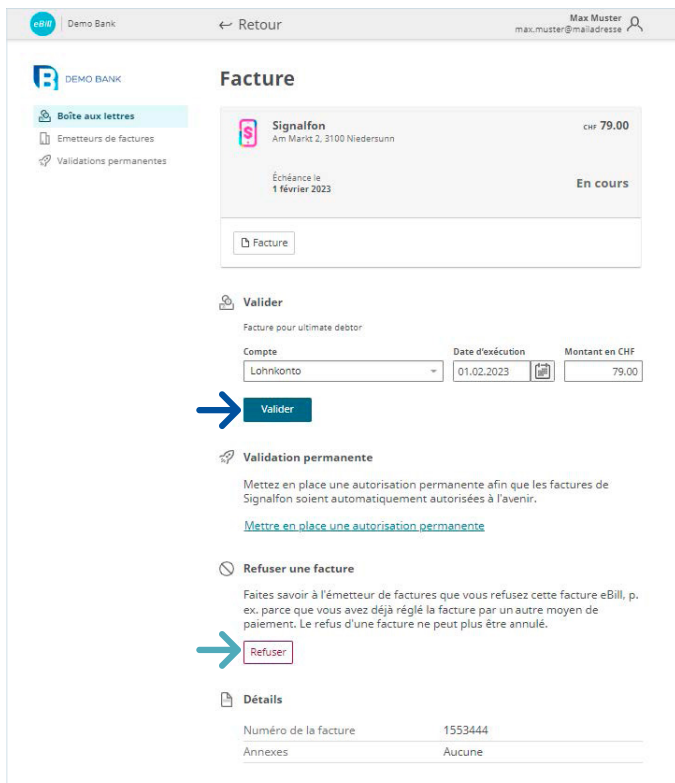 eBill
Demo Bank
← Retour
Max Muster
max.muster@mailadresse
DEMO BANK
Boîte aux lettres
Emetteurs de factures
Validations permanentes
Facture
Signalfon
Am Markt 2, 3100 Niedersunn
CHF 79.00
Échéance le
1 février 2023
En cours
Facture
Valider
Facture pour ultimate debtor
Compte
Date d'exécution
Montant en CHF
Lohnkonto
01.02.2023
79.00
Valider
Validation permanente
Mettez en place une autorisation permanente afin que les factures de
Signalfon soient automatiquement autorisées à l'avenir.
Mettre en place une autorisation permanente
Refuser une facture
Faites savoir à l'émetteur de factures que vous refusez cette facture eBill, p.
ex. parce que vous avez déjà réglé la facture par un autre moyen de
paiement. Le refus d'une facture ne peut plus être annulé.
Refuser
Détails
Numéro de la facture
1553444
Annexes
Aucune